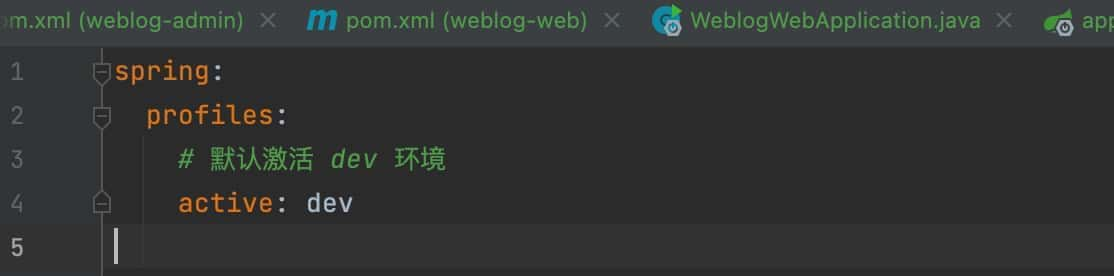 om.xml (weblog-admin) pom.xml (weblog-web) WeblogWebApplication.java app
1 spring:
2 profiles:
3 # 默认激活 dev 环境
4 active: dev
5